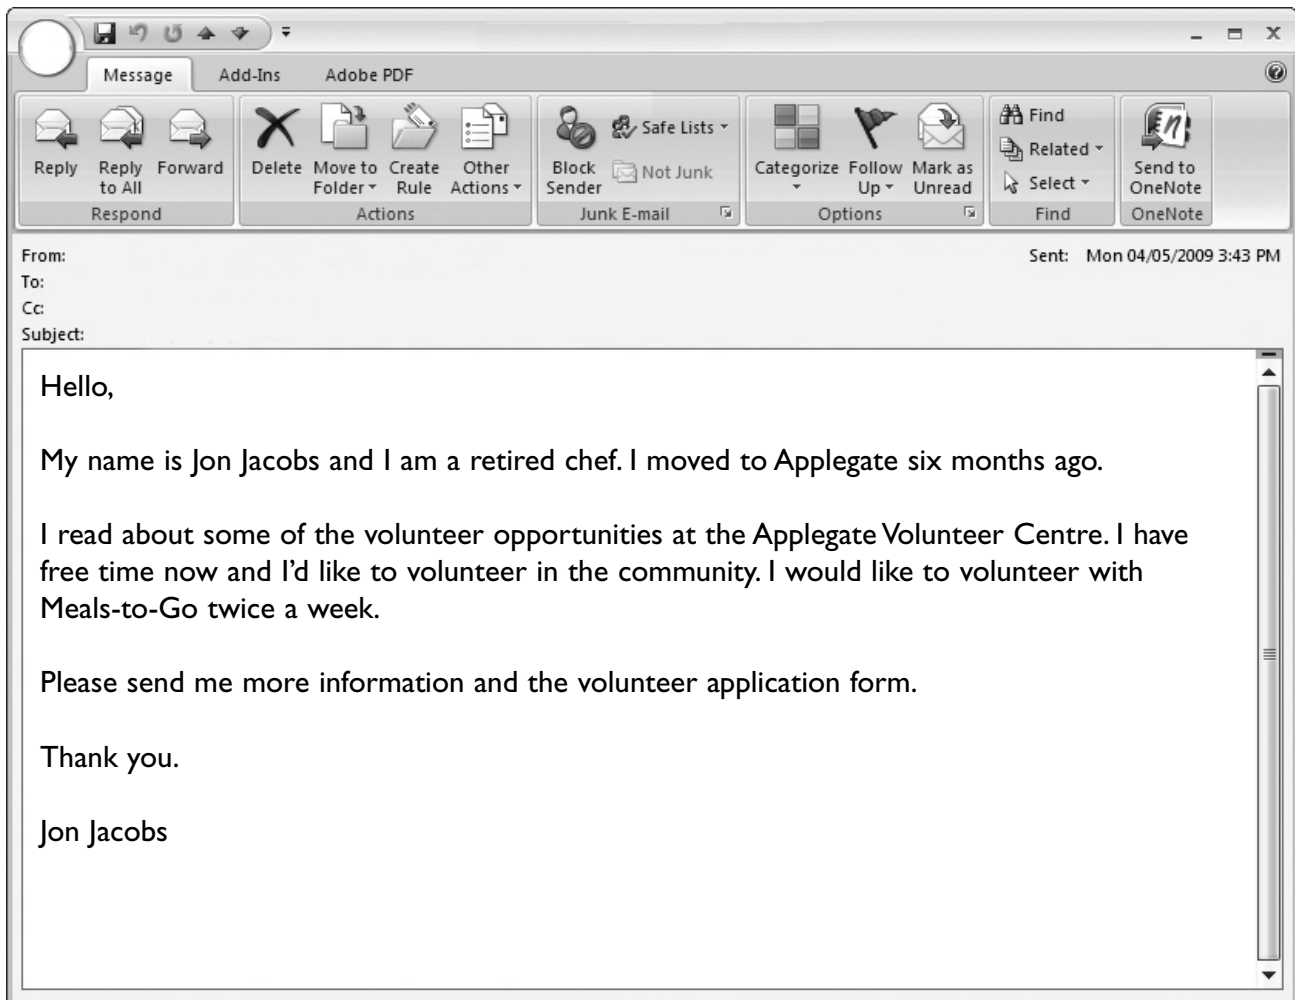 Message Add-Ins Adobe PDF
Reply Reply to All Forward
Respond
Delete Move to Folder Create Rule Other Actions
Actions
Block Sender Safe Lists Not Junk
Junk E-mail
Categorize Follow Up Mark as Unread
Options
Find Related Select
Find
Send to OneNote
OneNote
From: Sent: Mon 04/05/2009 3:43 PM
To:
Cc:
Subject:
Hello,
My name is Jon Jacobs and I am a retired chef. I moved to Applegate six months ago.
I read about some of the volunteer opportunities at the Applegate Volunteer Centre. I have
free time now and I'd like to volunteer in the community. I would like to volunteer with
Meals-to-Go twice a week.
Please send me more information and the volunteer application form.
Thank you.
Jon Jacobs